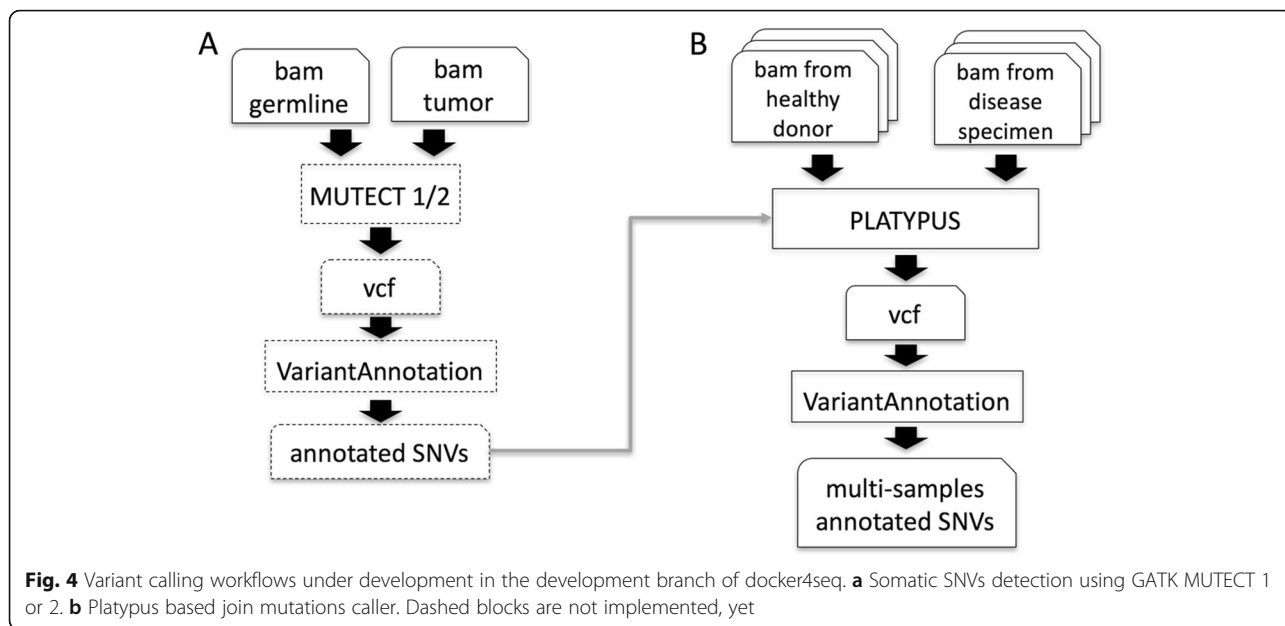 A
bam
germline
bam
tumor
MUTECT 1/2
vcf
VariantAnnotation
annotated SNVs
B
bam from
healthy
donor
bam from
disease
specimen
PLATYPUS
vcf
VariantAnnotation
multi-samples
annotated SNVs
Fig. 4 Variant calling workflows under development in the development branch of docker4seq. a Somatic SNVs detection using GATK MUTECT 1
or 2. b Platypus based join mutations caller. Dashed blocks are not implemented, yet